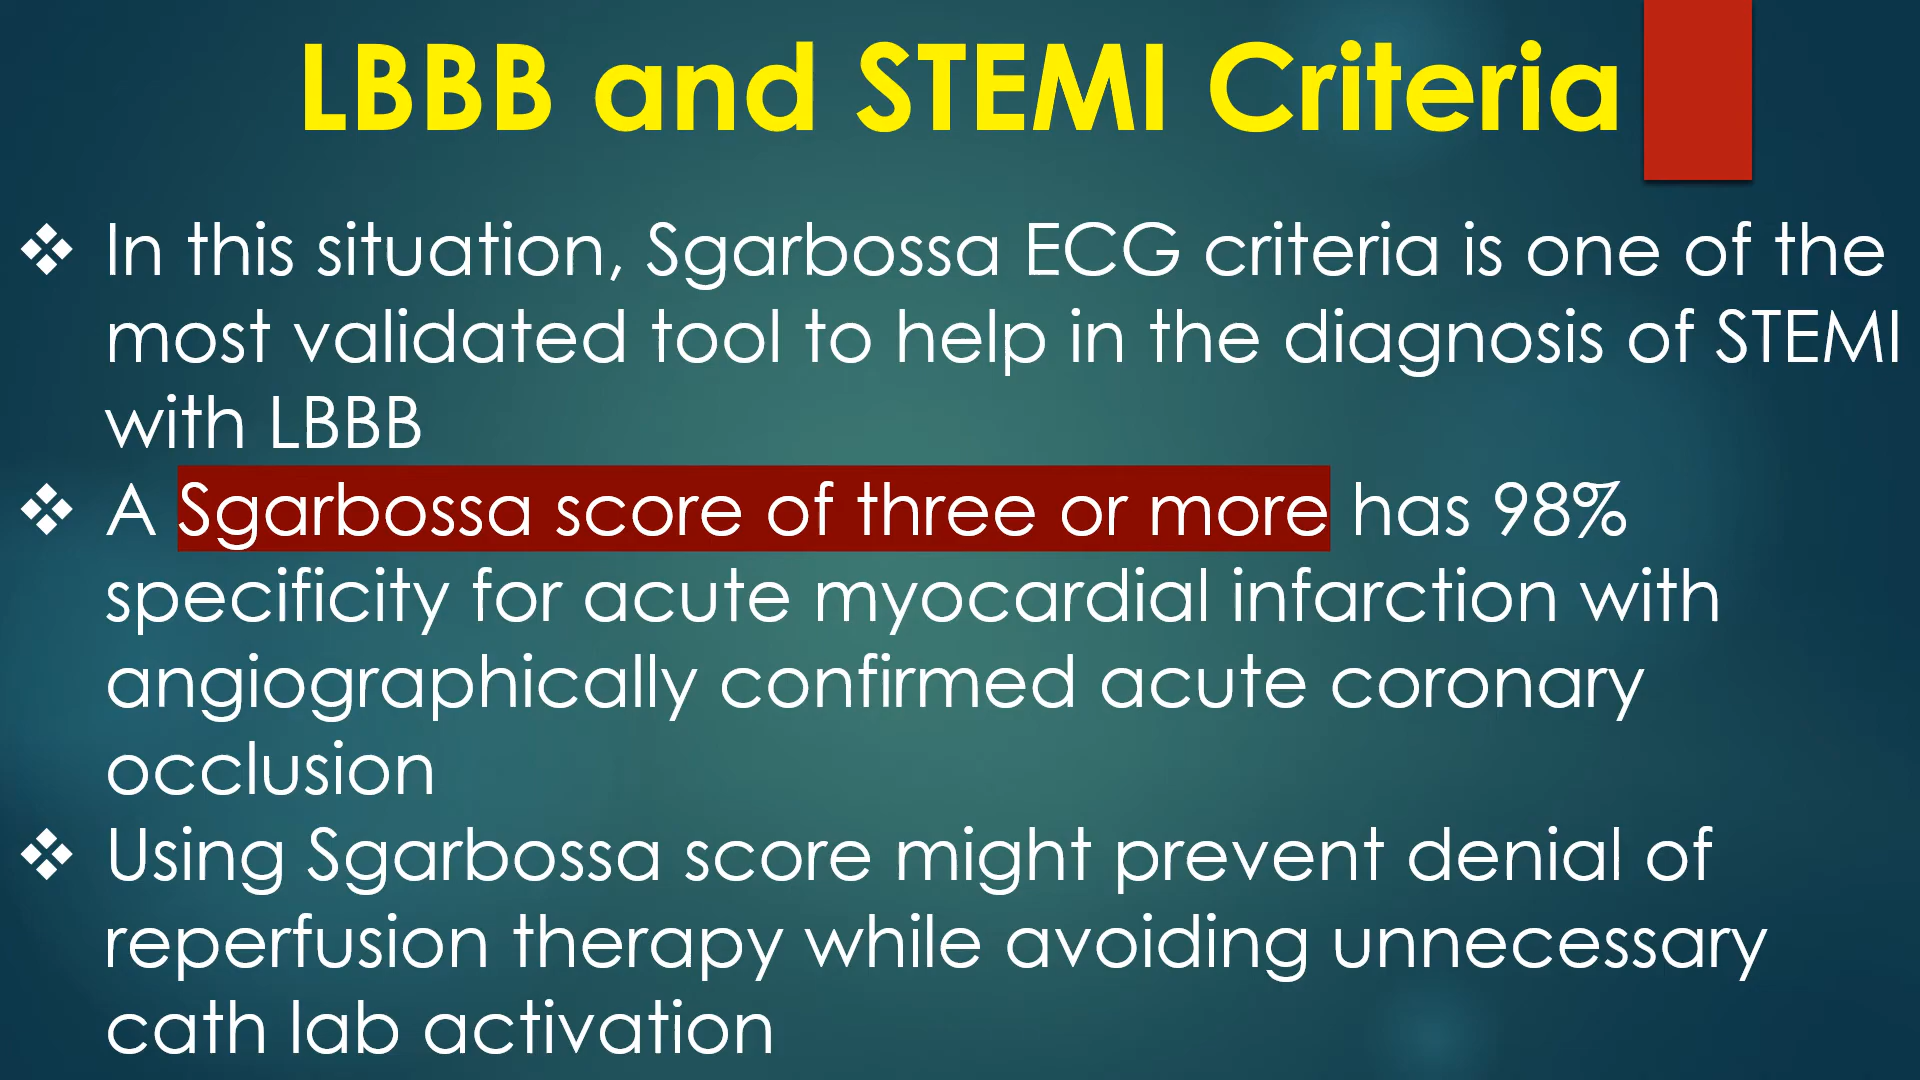 LBBB and STEMI Criteria
❖ In this situation, Sgarbossa ECG criteria is one of the
most validated tool to help in the diagnosis of STEMI
with LBBB
❖ A Sgarbossa score of three or more has 98%
specificity for acute myocardial infarction with
angiographically confirmed acute coronary
occlusion
❖ Using Sgarbossa score might prevent denial of
reperfusion therapy while avoiding unnecessary
cath lab activation